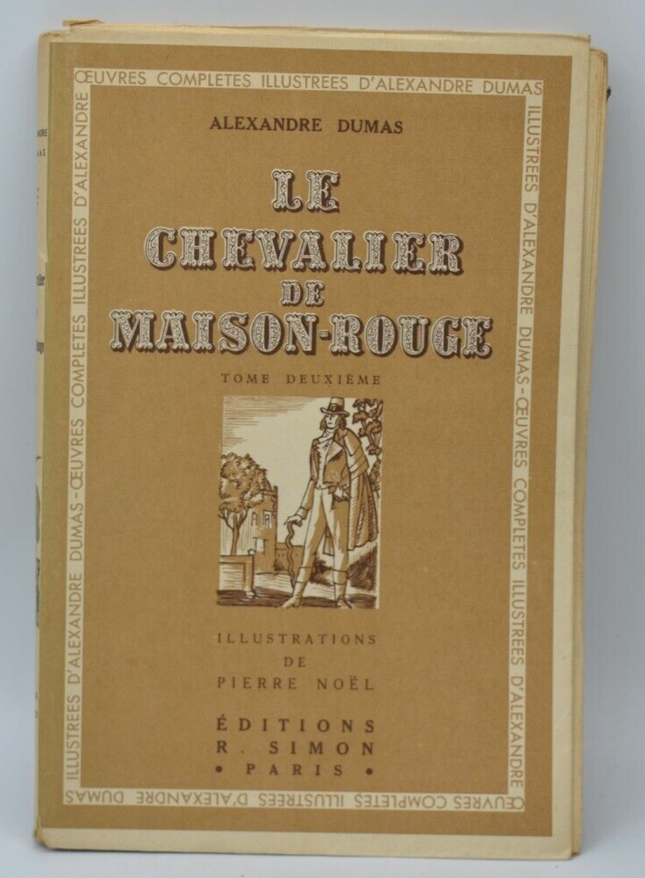 ŒUVRES COMPLETES ILLUSTREES D'ALEXANDRE DUMAS
ILLUSTREES D'ALEXANDRE DUMAS - ŒUVRES COMPLETES ILLUSTREES D'ALEXANDRE
ŒUVRES COMPLETES ILLUSTREES D'ALEXANDRE DUMAS
ILLUSTREES D'ALEXANDRE DUMAS - ŒUVRES COMPLETES ILLUSTREES D'ALEXANDRE
ALEXANDRE DUMAS
LE
CHEVALIER
DE
MAISON-ROUGE
TOME DEUXIÈME
ILLUSTRATIONS
DE
PIERRE NOËL
ÉDITIONS
R. SIMON
• PARIS •